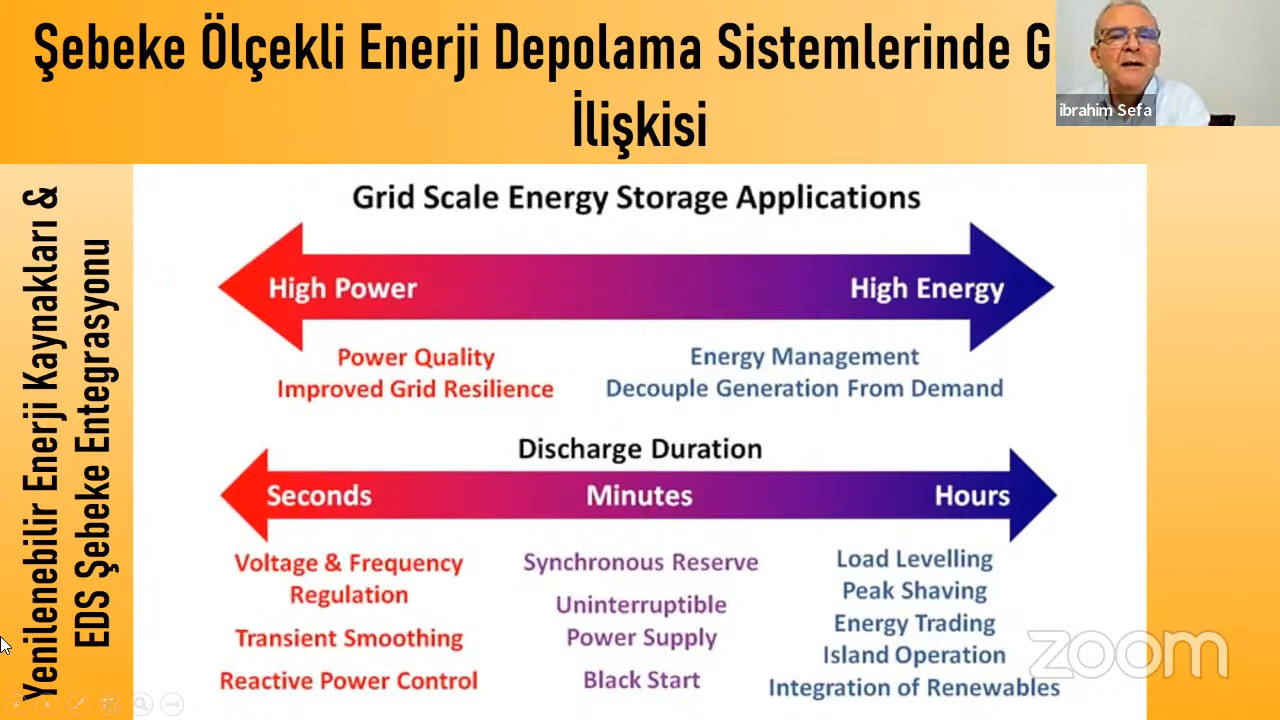 Şebeke Ölçekli Enerji Depolama Sistemlerinde G
İlişkisi
ibrahim Sefa
Yenilenebilir Enerji Kaynakları &
EDS Şebeke Entegrasyonu
Grid Scale Energy Storage Applications
High Power
High Energy
Power Quality
Improved Grid Resilience
Energy Management
Decouple Generation From Demand
Discharge Duration
Seconds
Minutes
Hours
Voltage & Frequency
Regulation
Transient Smoothing
Reactive Power Control
Synchronous Reserve
Uninterruptible
Power Supply
Black Start
Load Levelling
Peak Shaving
Energy Trading
Island Operation
Integration of Renewables
zoom